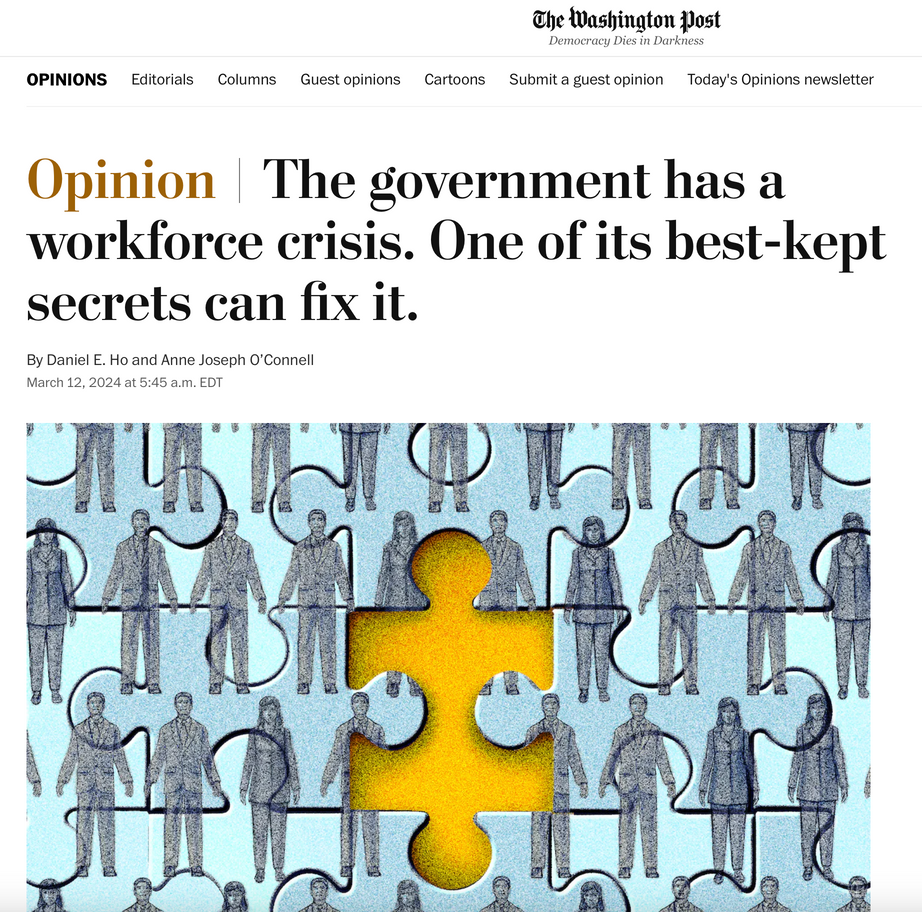 The Washington Post
Democracy Dies in Darkness
OPINIONS Editorials Columns Guest opinions Cartoons Submit a guest opinion Today's Opinions newsletter
Opinion | The government has a
workforce crisis. One of its best-kept
secrets can fix it.
By Daniel E. Ho and Anne Joseph O’Connell
March 12, 2024 at 5:45 a.m. EDT